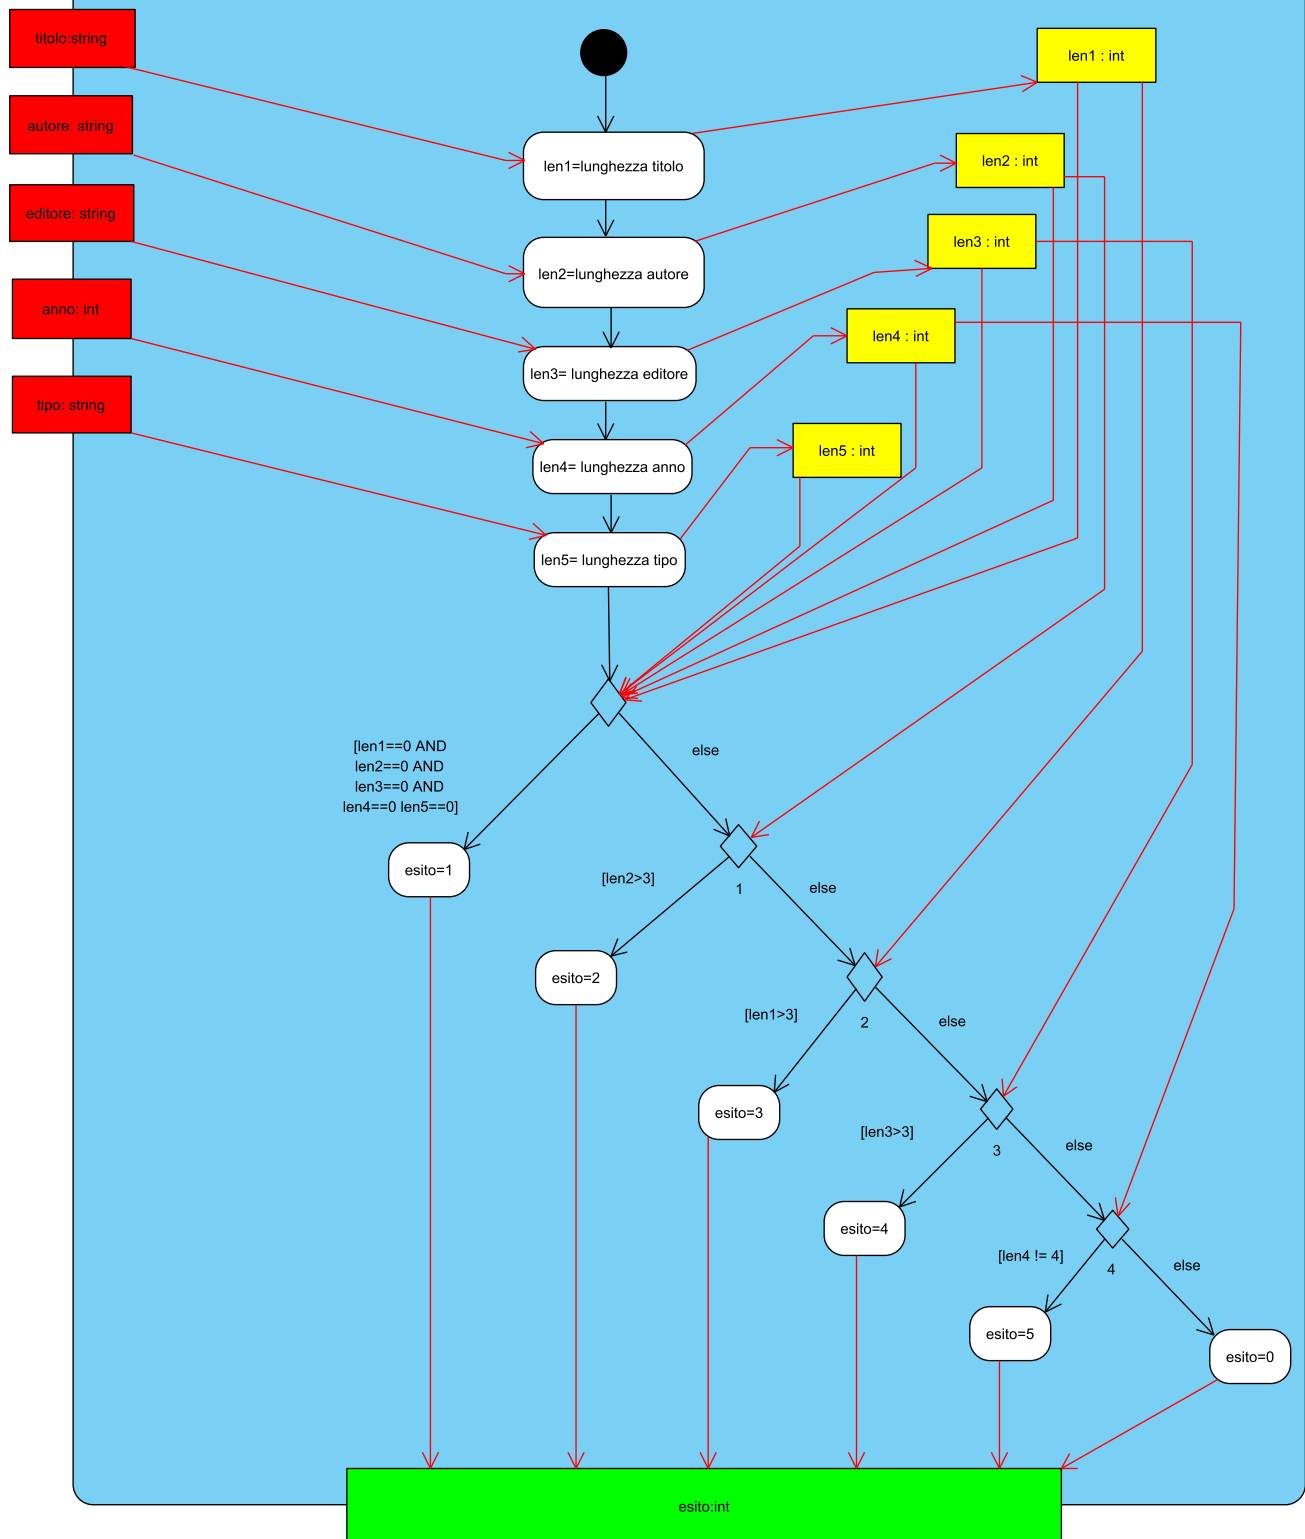 titolo:string
len1 : int
autore: string
len1=lunghezza titolo
len2 : int
editore: string
len2=lunghezza autore
len3 : int
anno: int
len3= lunghezza editore
len4 : int
tipo: string
len4= lunghezza anno
len5 : int
len5= lunghezza tipo
[len1==0 AND
len2==0 AND
len3==0 AND
len4==0 len5==0]
else
esito=1
[len2>3]
1
else
esito=2
[len1>3]
2
else
esito=3
[len3>3]
3
else
esito=4
[len4 != 4]
4
else
esito=5
esito=0
esito:int